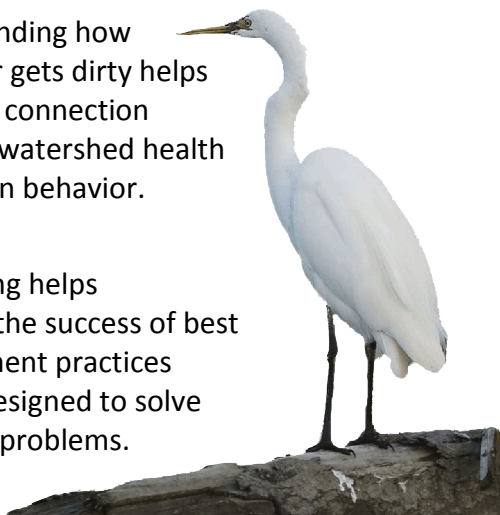 nding how
r gets dirty helps
connection
watershed health
n behavior.
ng helps
the success of best
nent practices
esigned to solve
problems.